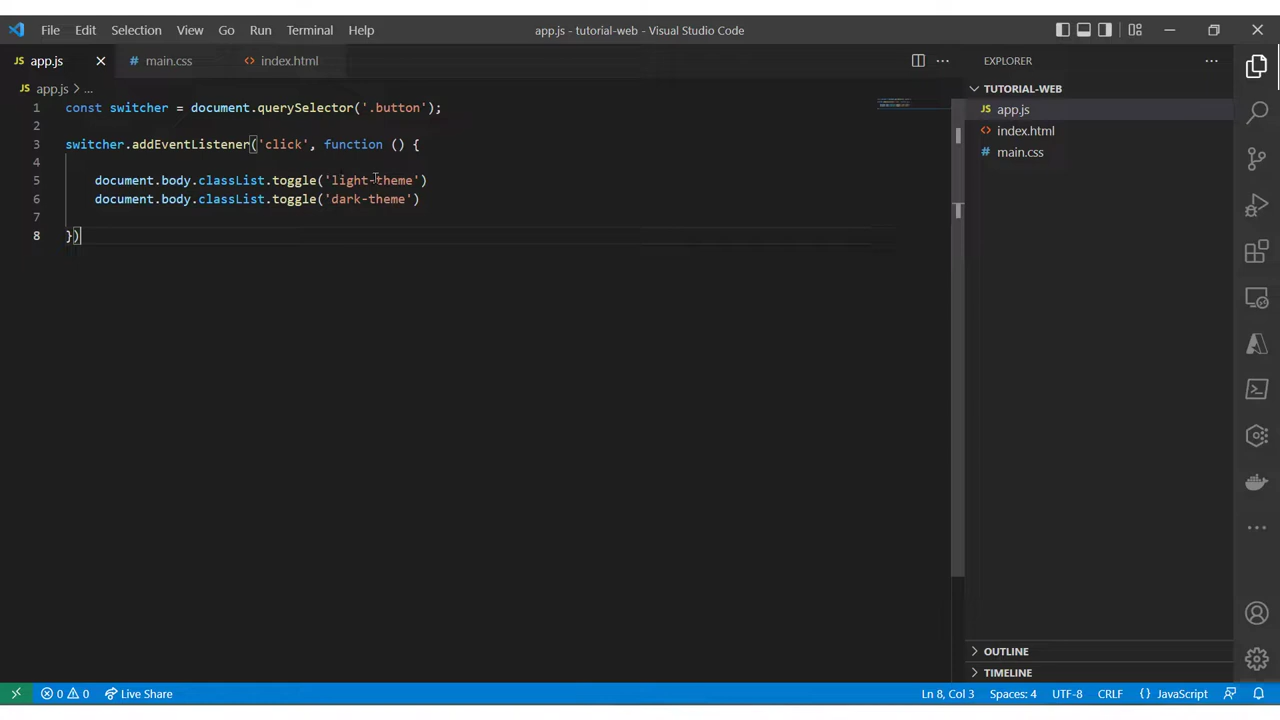 File Edit Selection View Go Run Terminal Help app.js - tutorial-web - Visual Studio Code
JS app.js # main.css <> index.html
JS app.js > ...
1 const switcher = document.querySelector('.button');
2
3 switcher.addEventListener('click', function () {
4
5 document.body.classList.toggle('light-theme')
6 document.body.classList.toggle('dark-theme')
7
8 })
EXPLORER
TUTORIAL-WEB
JS app.js
<> index.html
# main.css
OUTLINE
TIMELINE
0 0 Live Share Ln 8, Col 3 Spaces: 4 UTF-8 CRLF {} JavaScript